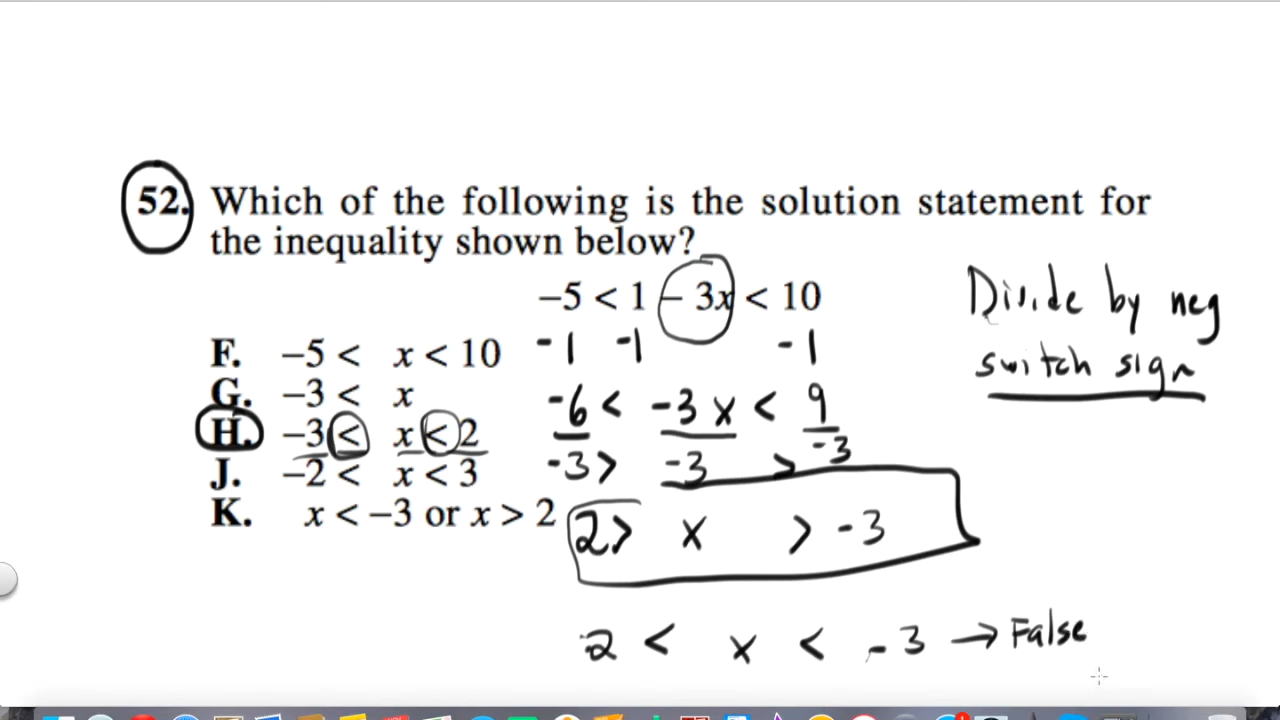 52. Which of the following is the solution statement for
the inequality shown below?
−5 < 1 − 3x < 10
-1 -1 -1
F. −5 < x < 10
G. −3 < x
H. −3 < x < 2
J. −2 < x < 3
K. x < −3 or x > 2
-6 < -3x < 9
-3 > -3 > -3
2 > x > -3
2 < x < -3 → False
Divide by neg
switch sign